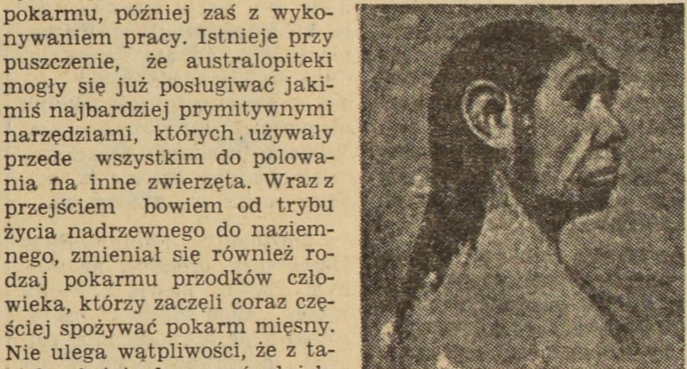 pokarmu, później zaś z wyko-
nywaniem pracy. Istnieje przy
puszczenie, że australopiteki
mogły się już posługiwać jaki-
miś najbardziej prymitywnymi
narzędziami, których używały
przede wszystkim do polowa-
nia na inne zwierzęta. Wraz z
przejściem bowiem od trybu
życia nadrzewnego do naziem-
nego, zmieniał się również ro-
dzaj pokarmu przodków czło-
wieka, którzy zaczęli coraz czę-
ściej spożywać pokarm mięsny.
Nie ulega wątpliwości, że z ta-